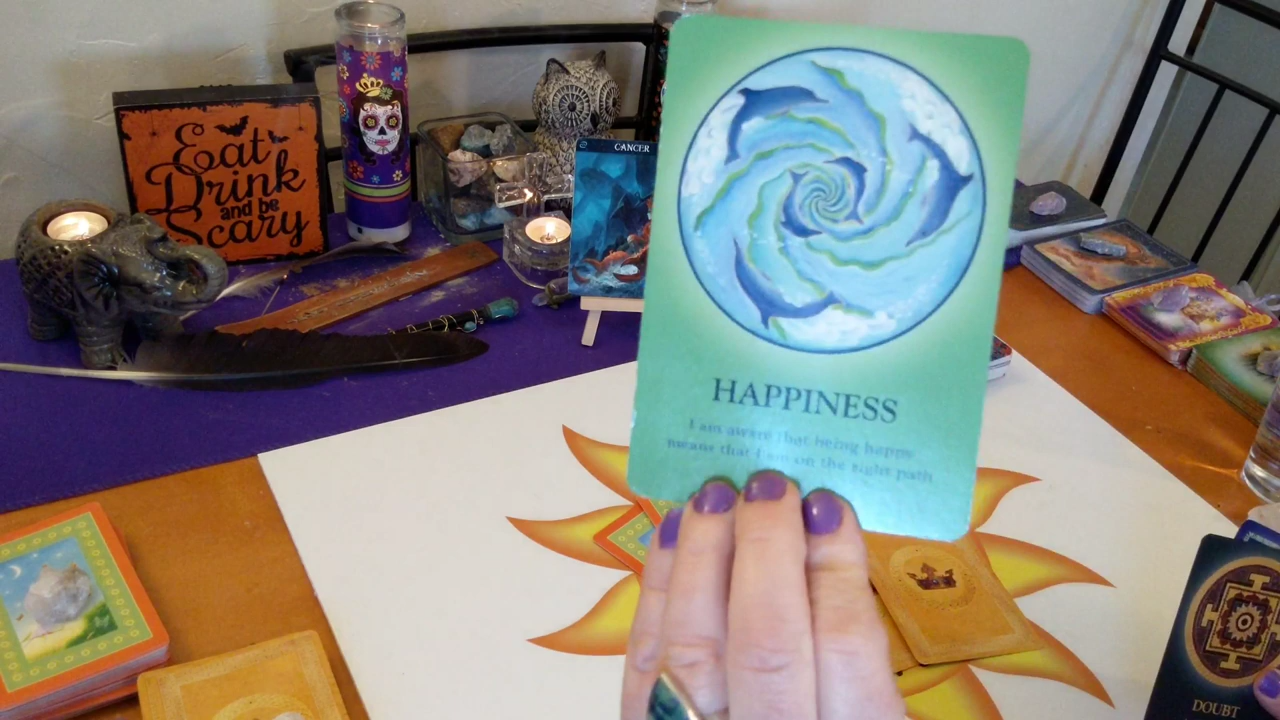 Eat
Drink
and be
Scary
CANCER
HAPPINESS
I am aware that being happy
means that I am on the right path
DOUBT